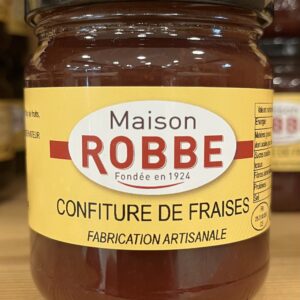 Maison
ROBBE
Fondée en 1924
CONFITURE DE FRAISES
FABRICATION ARTISANALE